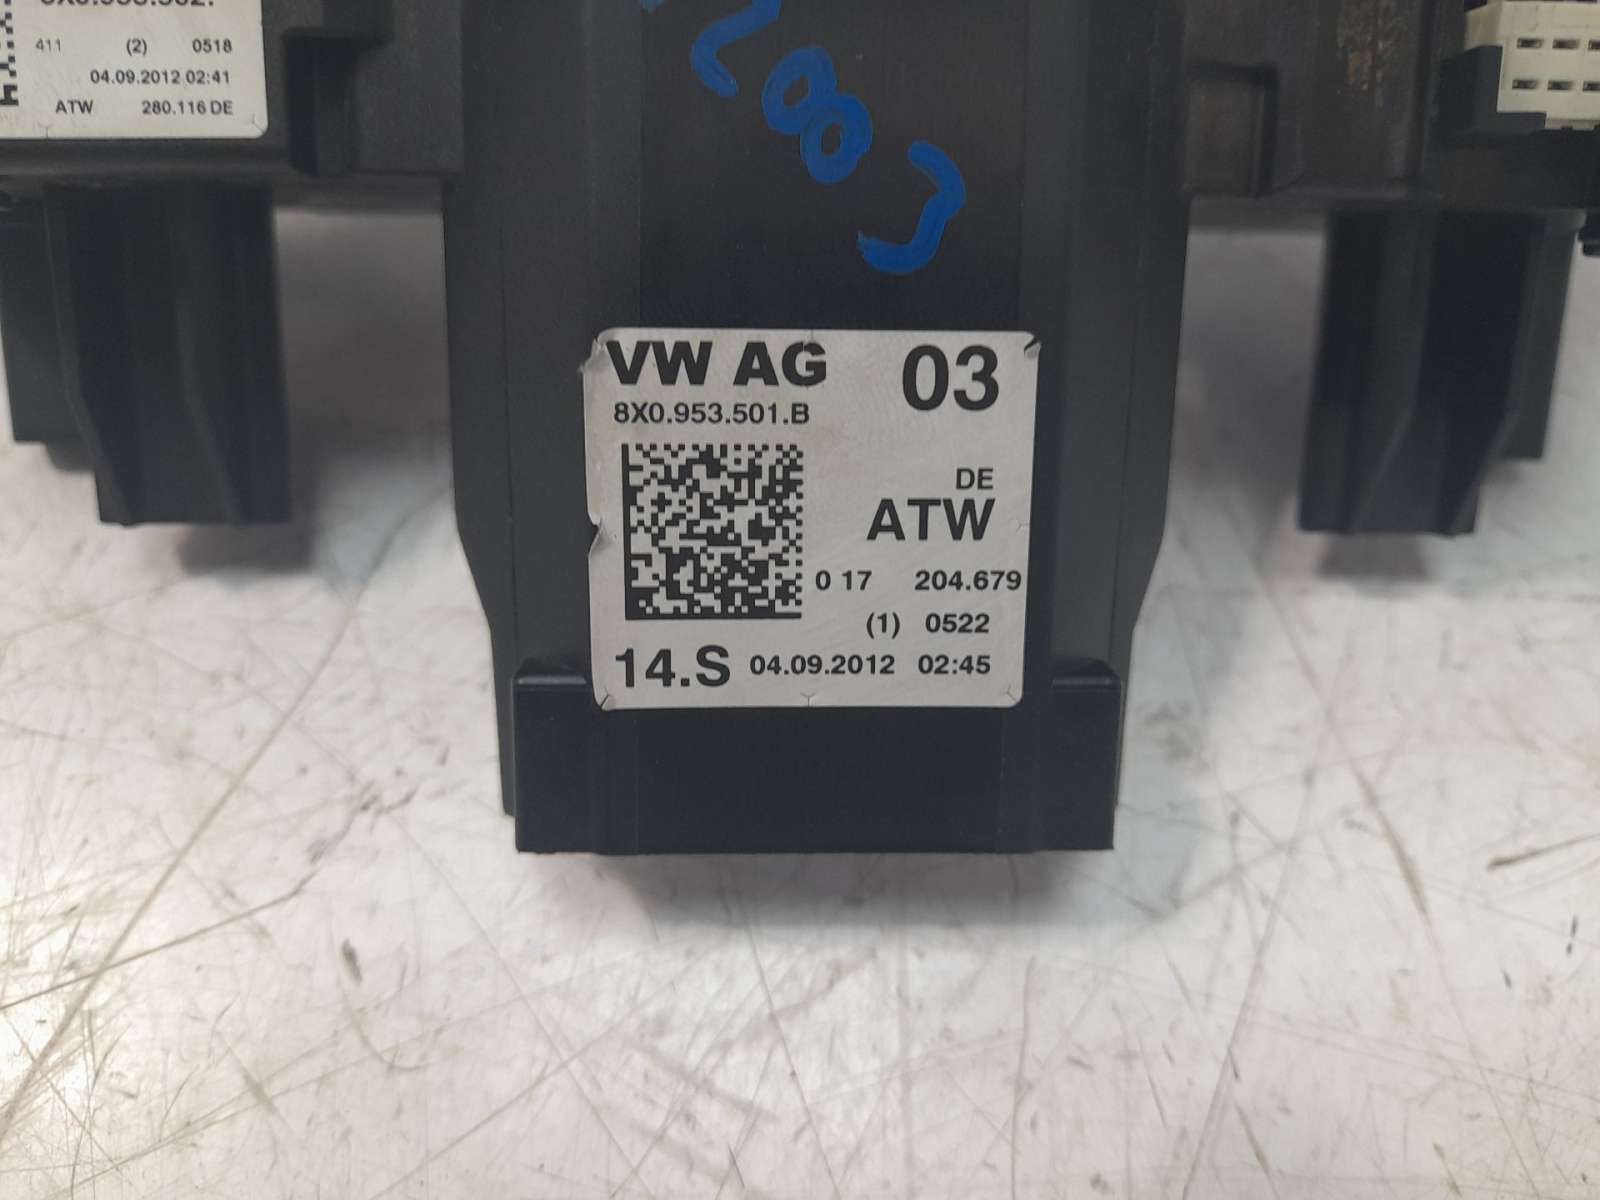 411 (2) 0518
04.09.2012 02:41
ATW 280.116 DE
VW AG 03
8X0.953.501.B
DE
ATW
0 17 204.679
(1) 0522
14.S 04.09.2012 02:45